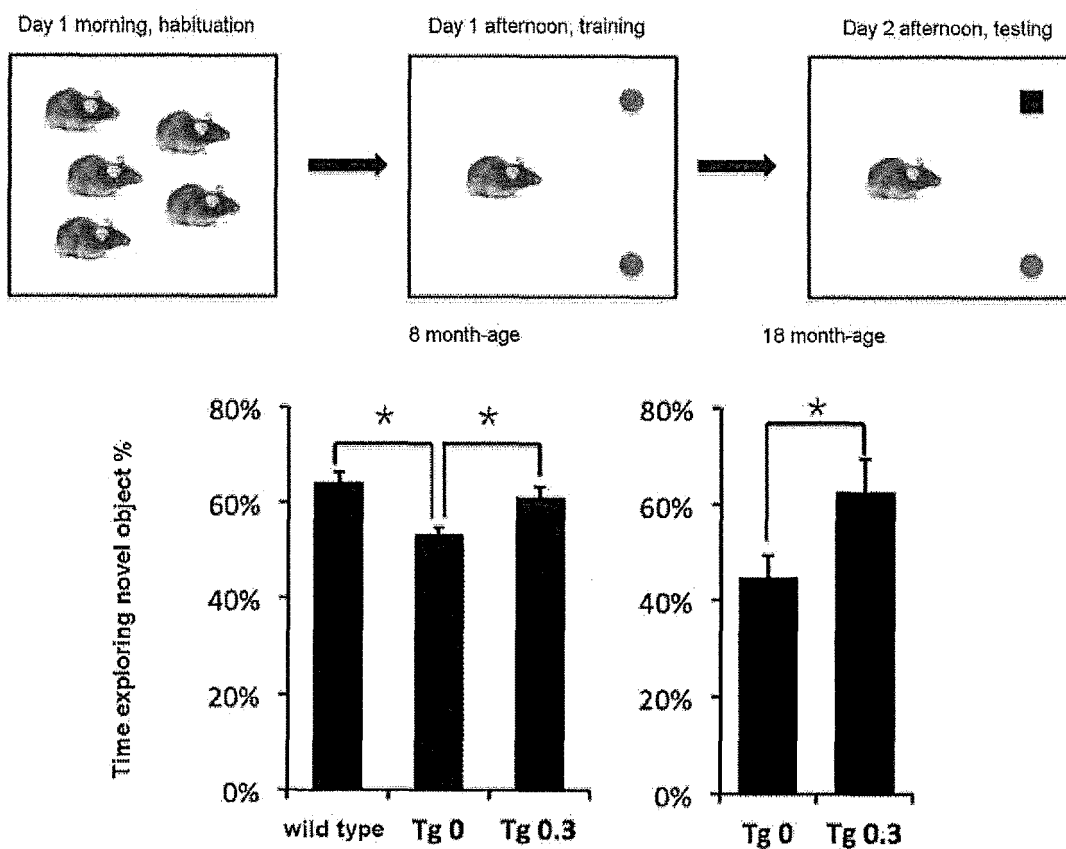 Day 1 morning, habituation
Day 1 afternoon, training
Day 2 afternoon, testing
8 month-age
18 month-age
Time exploring novel object %
80%
60%
40%
20%
0%
* *
wild type Tg 0 Tg 0.3
80%
60%
40%
20%
0%
*
Tg 0 Tg 0.3